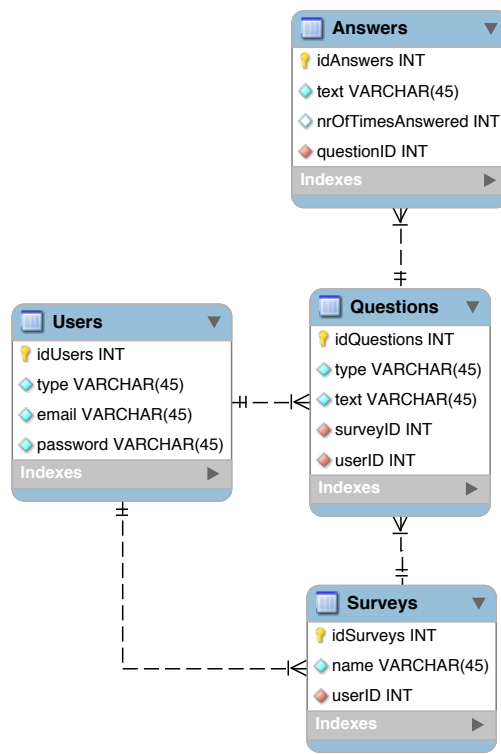 Answers
idAnswers INT
text VARCHAR(45)
nrOfTimesAnswered INT
questionID INT
Indexes
Users
idUsers INT
type VARCHAR(45)
email VARCHAR(45)
password VARCHAR(45)
Indexes
Questions
idQuestions INT
type VARCHAR(45)
text VARCHAR(45)
surveyID INT
userID INT
Indexes
Surveys
idSurveys INT
name VARCHAR(45)
userID INT
Indexes